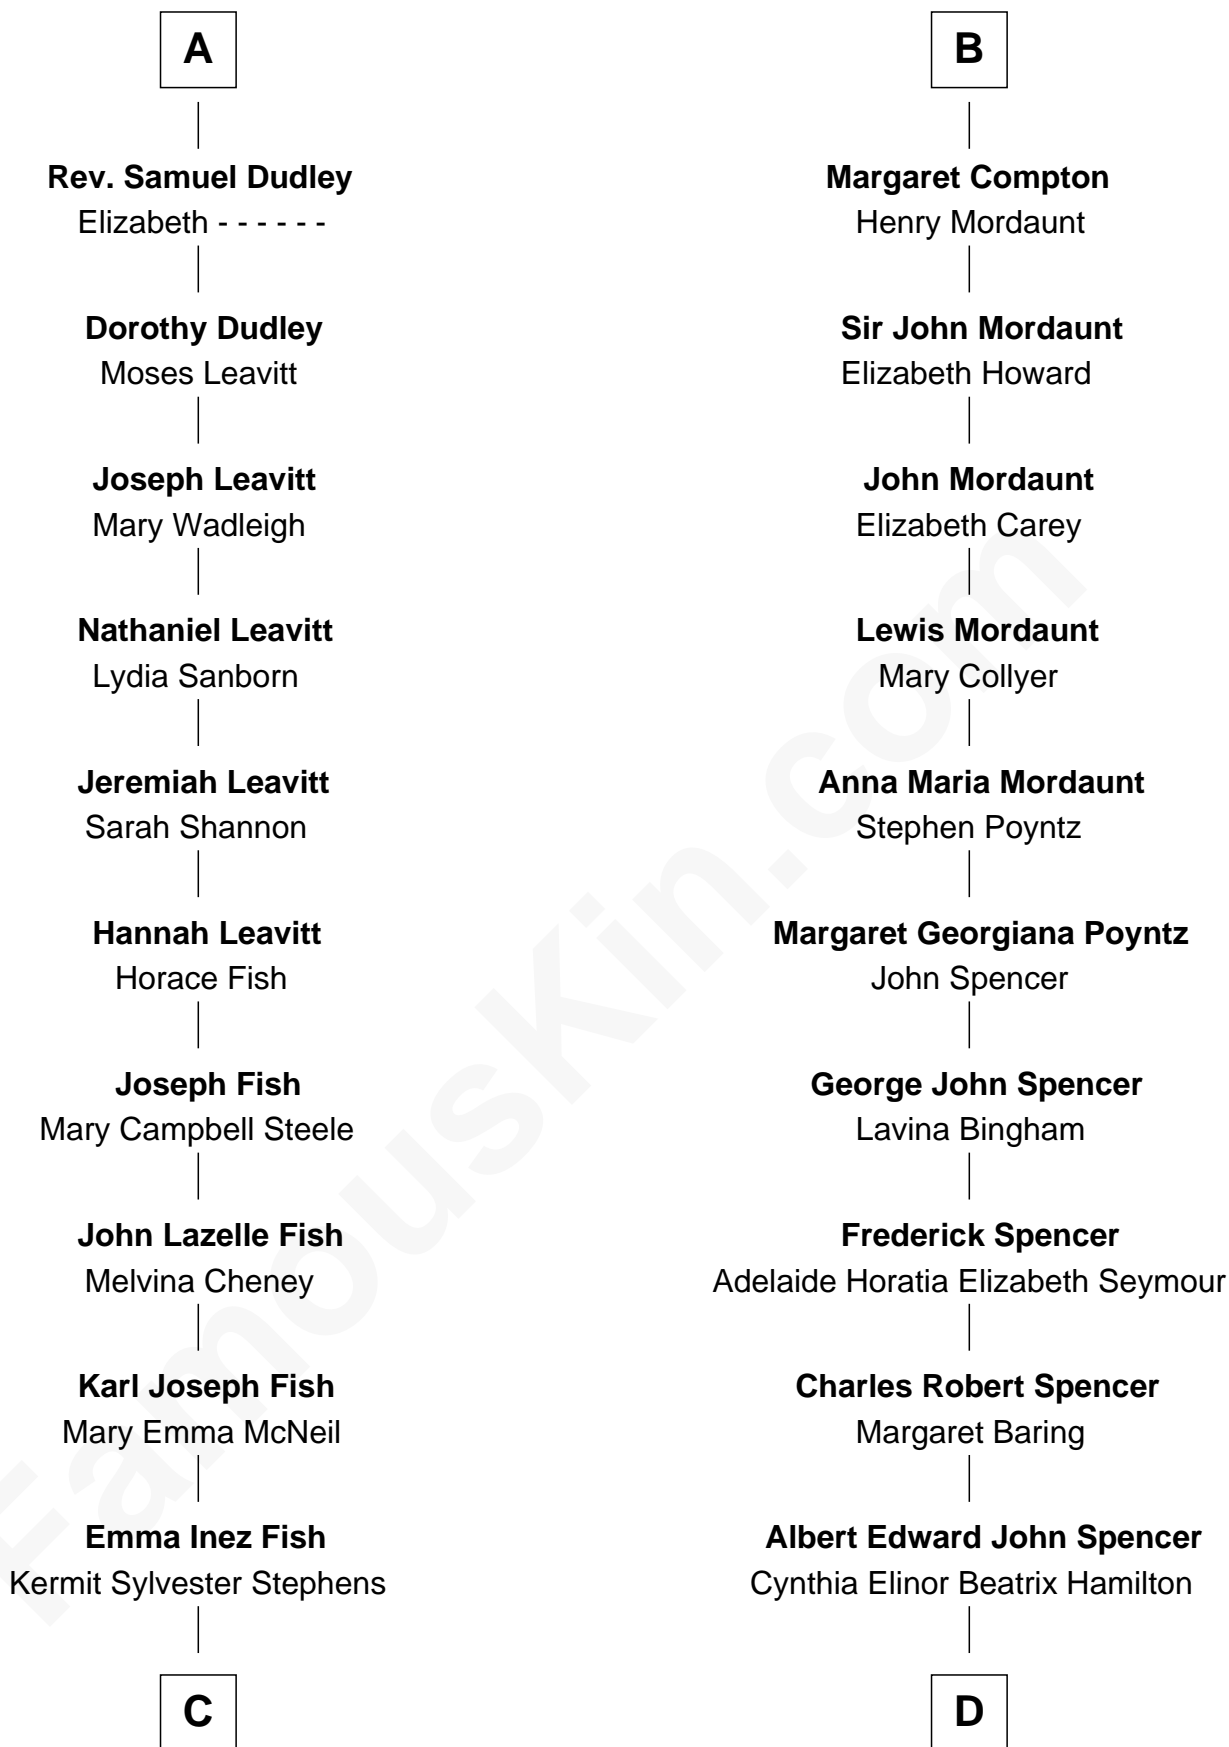 A
Rev. Samuel Dudley
Elizabeth - - - - - -
Dorothy Dudley
Moses Leavitt
Joseph Leavitt
Mary Wadleigh
Nathaniel Leavitt
Lydia Sanborn
Jeremiah Leavitt
Sarah Shannon
Hannah Leavitt
Horace Fish
Joseph Fish
Mary Campbell Steele
John Lazelle Fish
Melvina Cheney
Karl Joseph Fish
Mary Emma McNeil
Emma Inez Fish
Kermit Sylvester Stephens
C
B
Margaret Compton
Henry Mordaunt
Sir John Mordaunt
Elizabeth Howard
John Mordaunt
Elizabeth Carey
Lewis Mordaunt
Mary Collyer
Anna Maria Mordaunt
Stephen Poyntz
Margaret Georgiana Poyntz
John Spencer
George John Spencer
Lavina Bingham
Frederick Spencer
Adelaide Horatia Elizabeth Seymour
Charles Robert Spencer
Margaret Baring
Albert Edward John Spencer
Cynthia Elinor Beatrix Hamilton
D
FamousKin.com